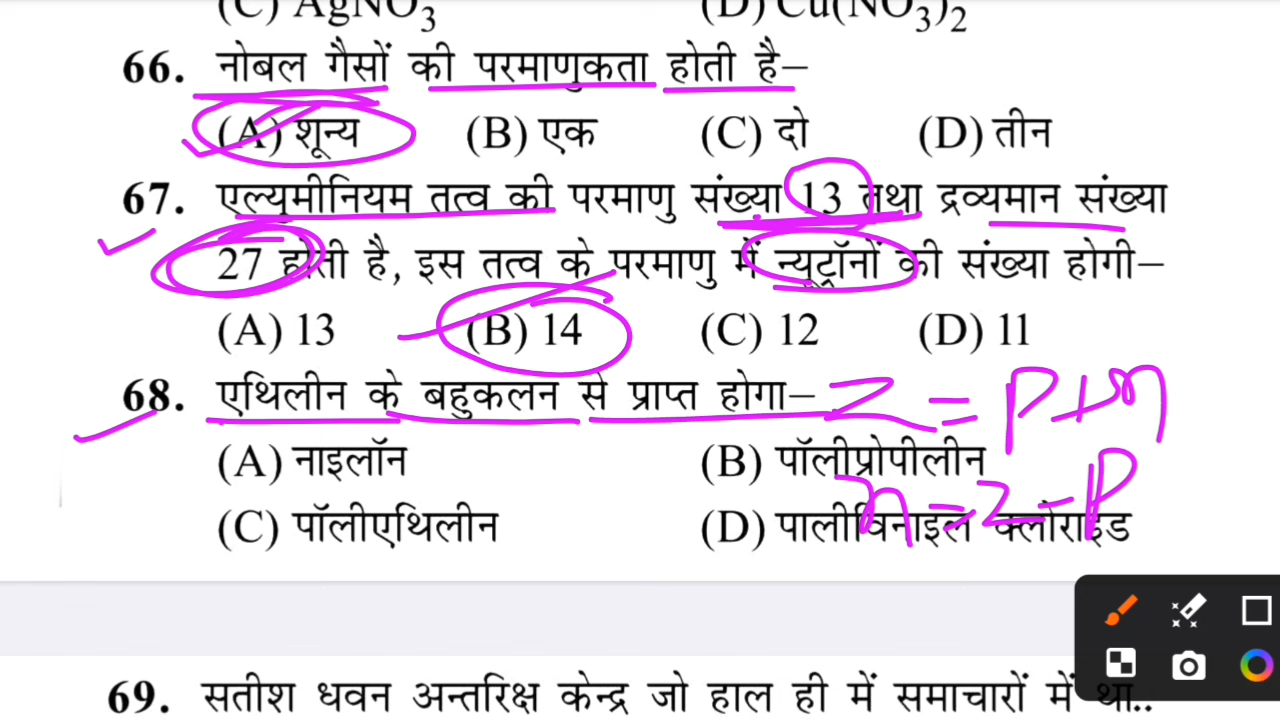 (C) AgNO3 (D) Cu(NO3)2
66. नोबल गैसों की परमाणुकता होती है–
(A) शून्य (B) एक (C) दो (D) तीन
67. एल्युमीनियम तत्व की परमाणु संख्या 13 तथा द्रव्यमान संख्या
27 होती है, इस तत्व के परमाणु में न्यूट्रॉनों की संख्या होगी–
(A) 13 (B) 14 (C) 12 (D) 11
68. एथिलीन के बहुकलन से प्राप्त होगा–
Z = P+n
(A) नाइलॉन (B) पॉलीप्रोपीलीन
n=Z-P
(C) पॉलीएथिलीन (D) पालीविनाइल क्लोराइड
69. सतीश धवन अन्तरिक्ष केन्द्र जो हाल ही में समाचारों में था..